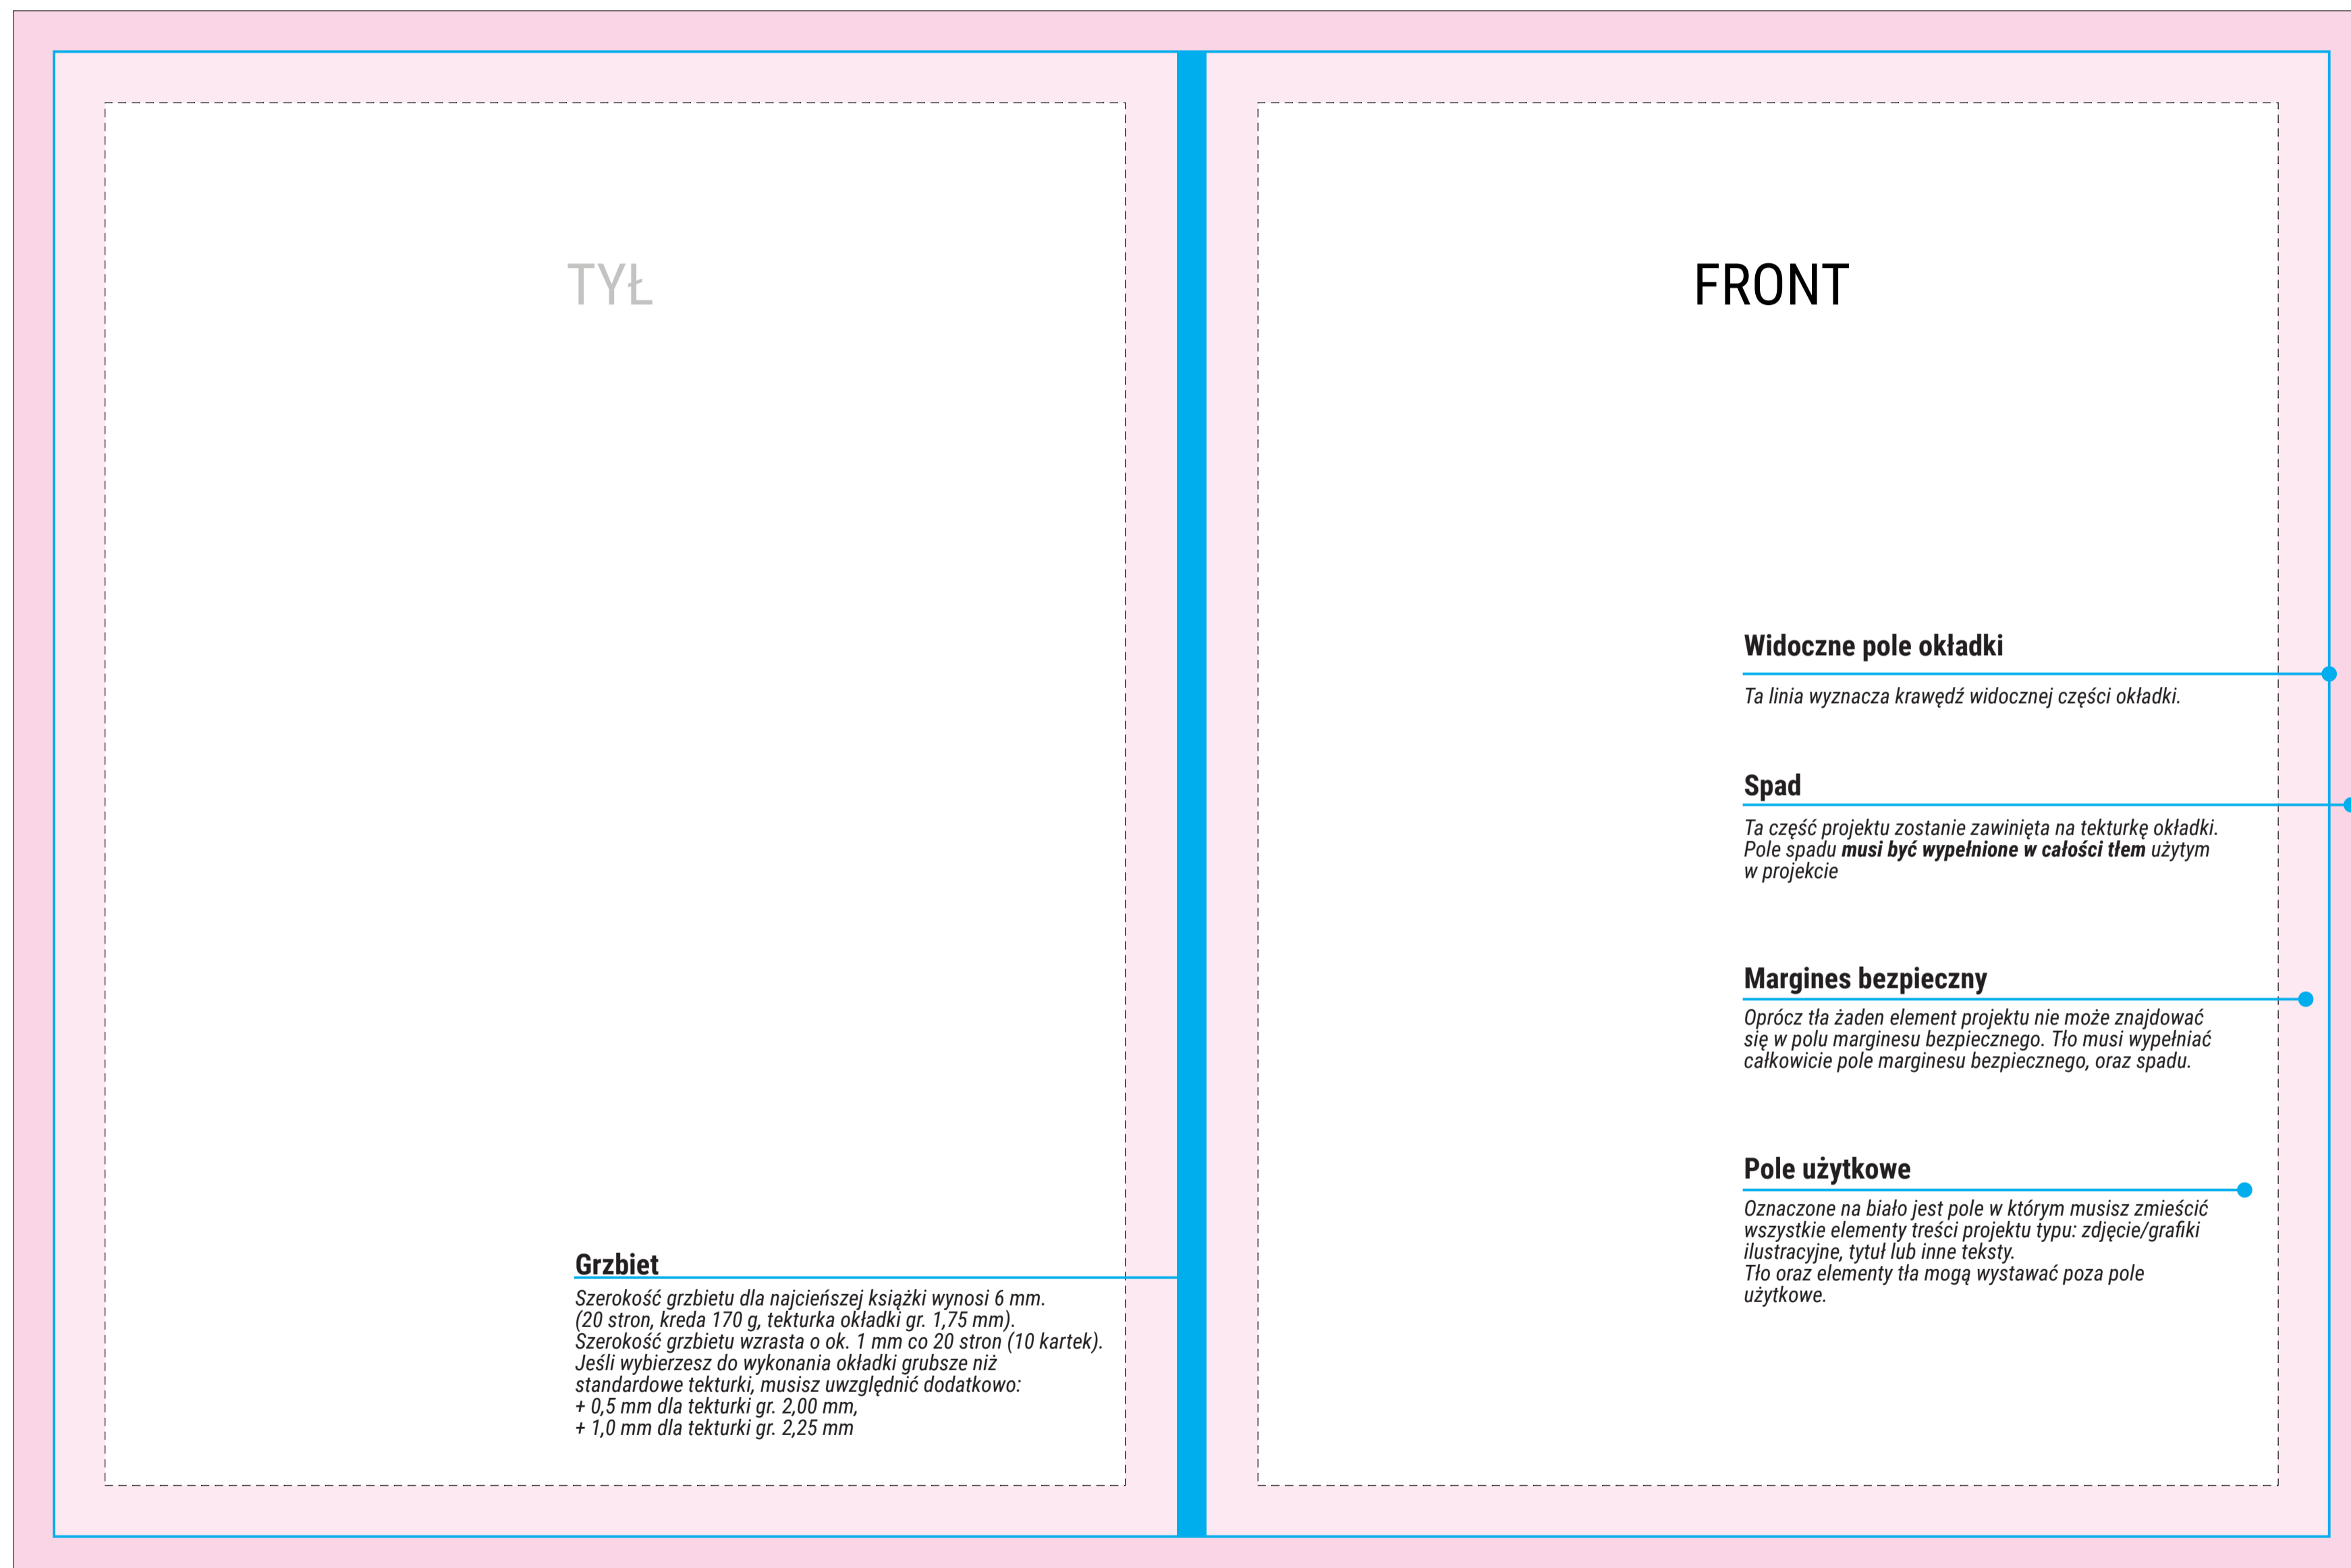 TYŁ
Grzbiet
Szerokość grzbietu dla najcieńszej książki wynosi 6 mm.
(20 stron, kreda 170 g, tekturka okładki gr. 1,75 mm).
Szerokość grzbietu wzrasta o ok. 1 mm co 20 stron (10 kartek).
Jeśli wybierzesz do wykonania okładki grubsze niż
standardowe tekturki, musisz uwzględnić dodatkowo:
+ 0,5 mm dla tekturki gr. 2,00 mm,
+ 1,0 mm dla tekturki gr. 2,25 mm
FRONT
Widoczne pole okładki
Ta linia wyznacza krawędź widocznej części okładki.
Spad
Ta część projektu zostanie zawinięta na tekturkę okładki.
Pole spadu musi być wypełnione w całości tłem użytym
w projekcie
Margines bezpieczny
Oprócz tła żaden element projektu nie może znajdować
się w polu marginesu bezpiecznego. Tło musi wypełniać
całkowicie pole marginesu bezpiecznego, oraz spadu.
Pole użytkowe
Oznaczone na biało jest pole w którym musisz zmieścić
wszystkie elementy treści projektu typu: zdjęcie/grafiki
ilustracyjne, tytuł lub inne teksty.
Tło oraz elementy tła mogą wystawać poza pole
użytkowe.